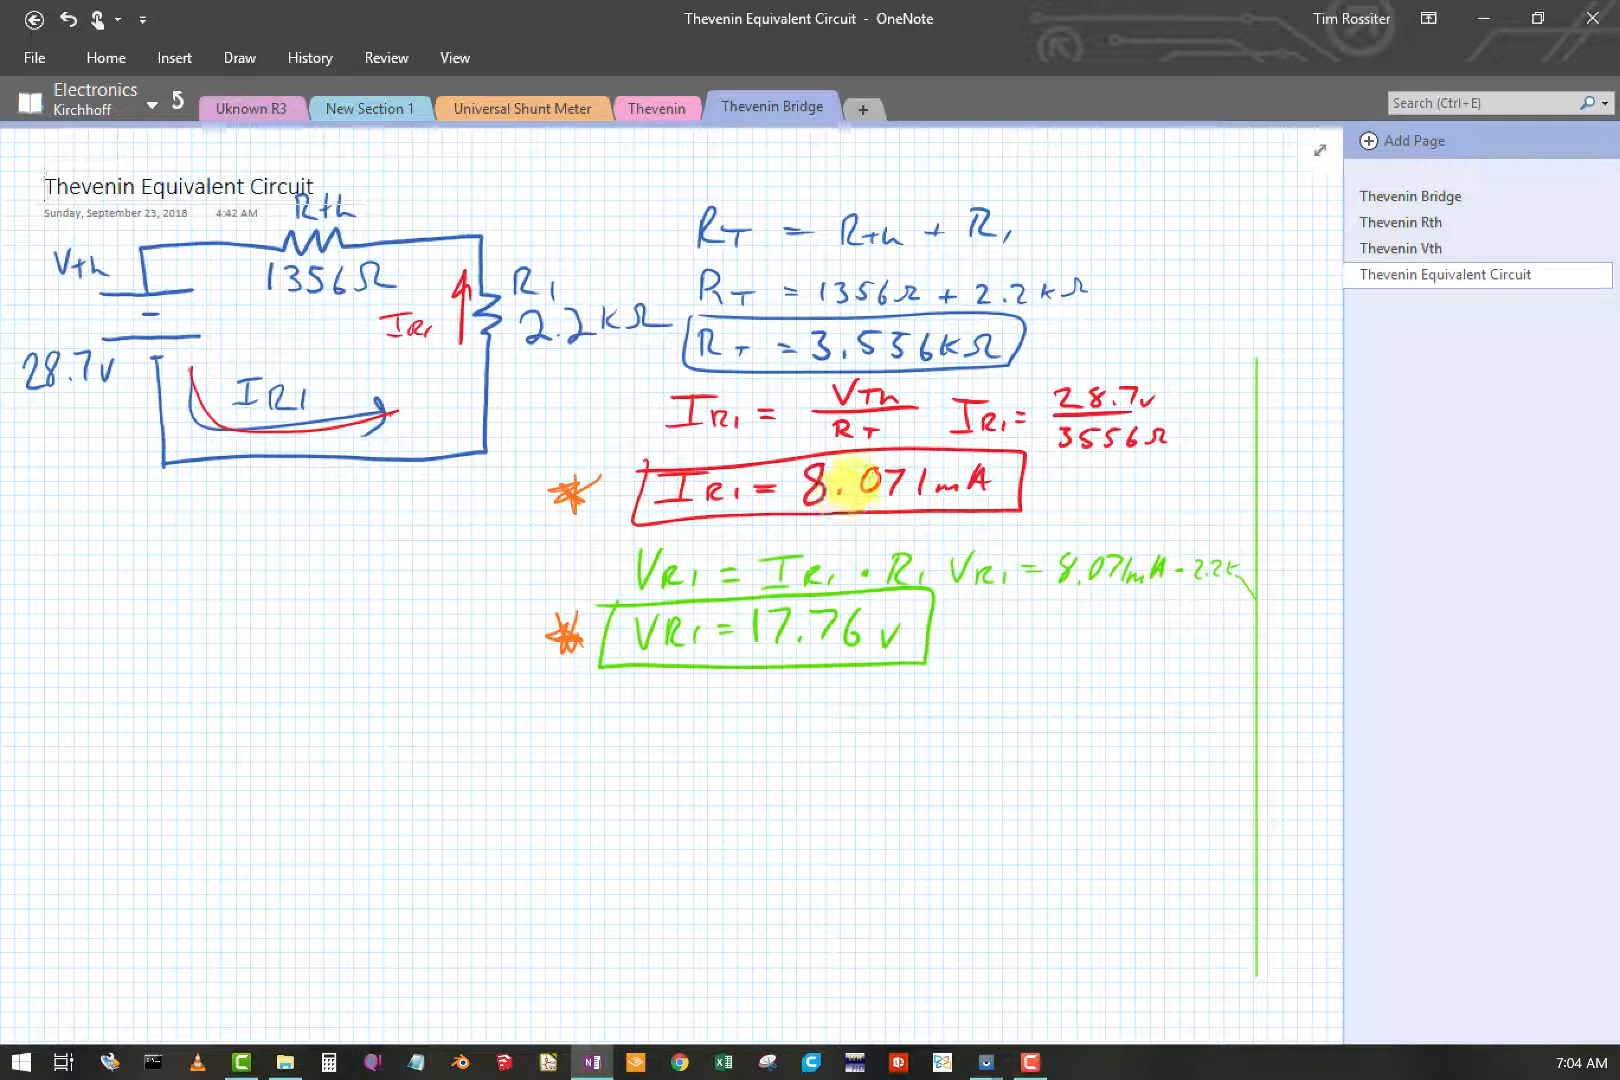 Thevenin Equivalent Circuit - OneNote
Tim Rossiter
File Home Insert Draw History Review View
Electronics
Kirchhoff
Uknown R3
New Section 1
Universal Shunt Meter
Thevenin
Thevenin Bridge
Search (Ctrl+E)
Add Page
Thevenin Bridge
Thevenin Rth
Thevenin Vth
Thevenin Equivalent Circuit
Thevenin Equivalent Circuit
Sunday, September 23, 2018 4:42 AM
Rth
Vth
1356Ω
R1
2.2kΩ
IR1
28.7v
IR1
RT = RTh + R1
RT = 1356Ω + 2.2kΩ
RT = 3.556kΩ
IR1 = VTh / RT IR1 = 28.7v / 3556Ω
IR1 = 8.071mA
VR1 = IR1 · R1 VR1 = 8.071mA · 2.2k
VR1 = 17.76v
7:04 AM